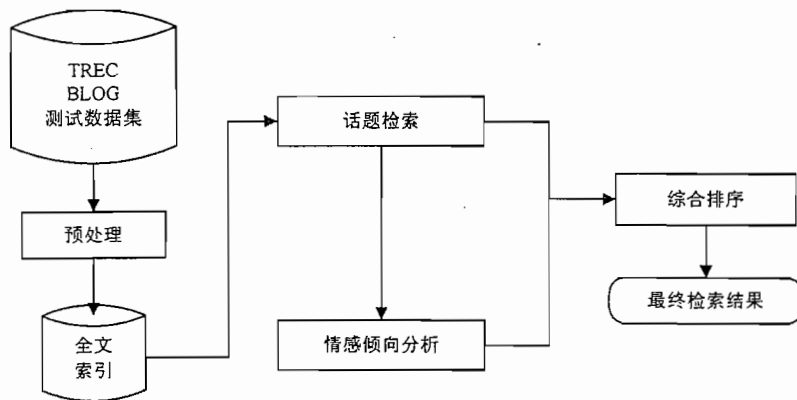 TREC
BLOG
测试数据集
预处理
全文
索引
话题检索
情感倾向分析
综合排序
最终检索结果